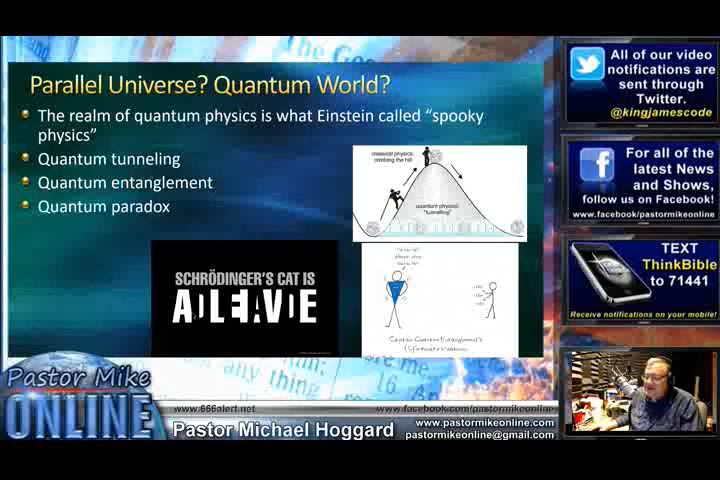 Parallel Universe? Quantum World?
The realm of quantum physics is what Einstein called “spooky
physics”
Quantum tunneling
Quantum entanglement
Quantum paradox
classical physics,
climbing the hill
quantum physics
"tunnelling"
SCHRÖDINGER'S CAT IS
Captain Quantum Entanglement's
Pastor Mike
ONLINE
www.666alert.net
www.facebook.com/pastormikeonline
Pastor Michael Hoggard
www.pastormikeonline.com
pastormikeonline@gmail.com
All of our video
notifications are
sent through
Twitter.
@kingjamescode
For all of the
latest News
and Shows,
follow us on Facebook!
www.facebook/pastormikeonline
TEXT
ThinkBible
to 71441
Receive notifications on your mobile!